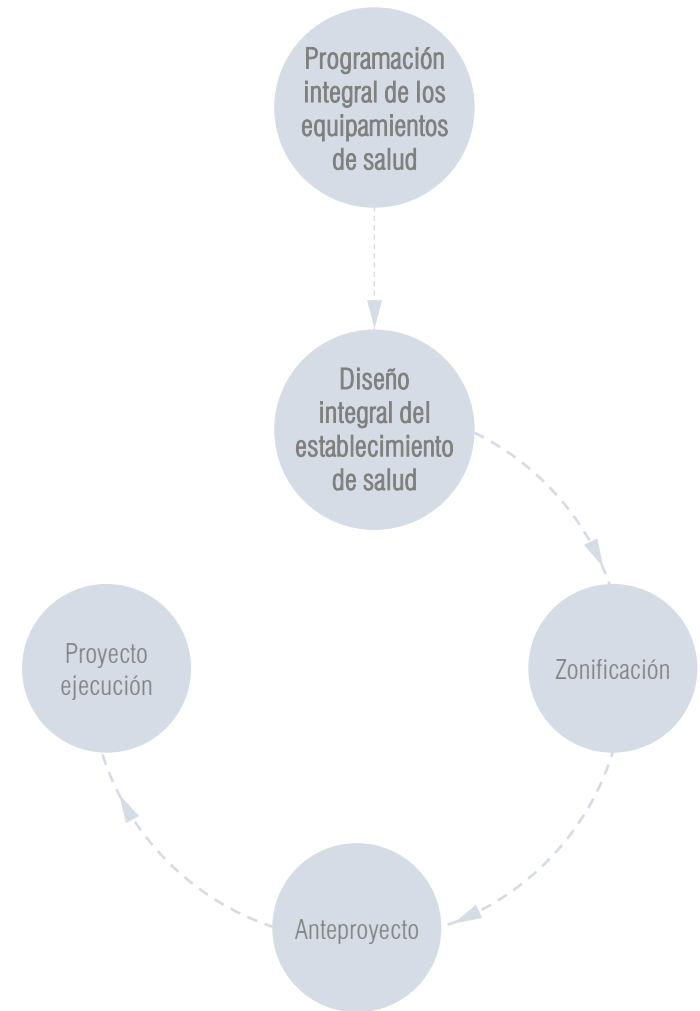 Programación
integral de los
equipamientos
de salud
Diseño
integral del
establecimiento
de salud
Zonificación
Anteproyecto
Proyecto
ejecución